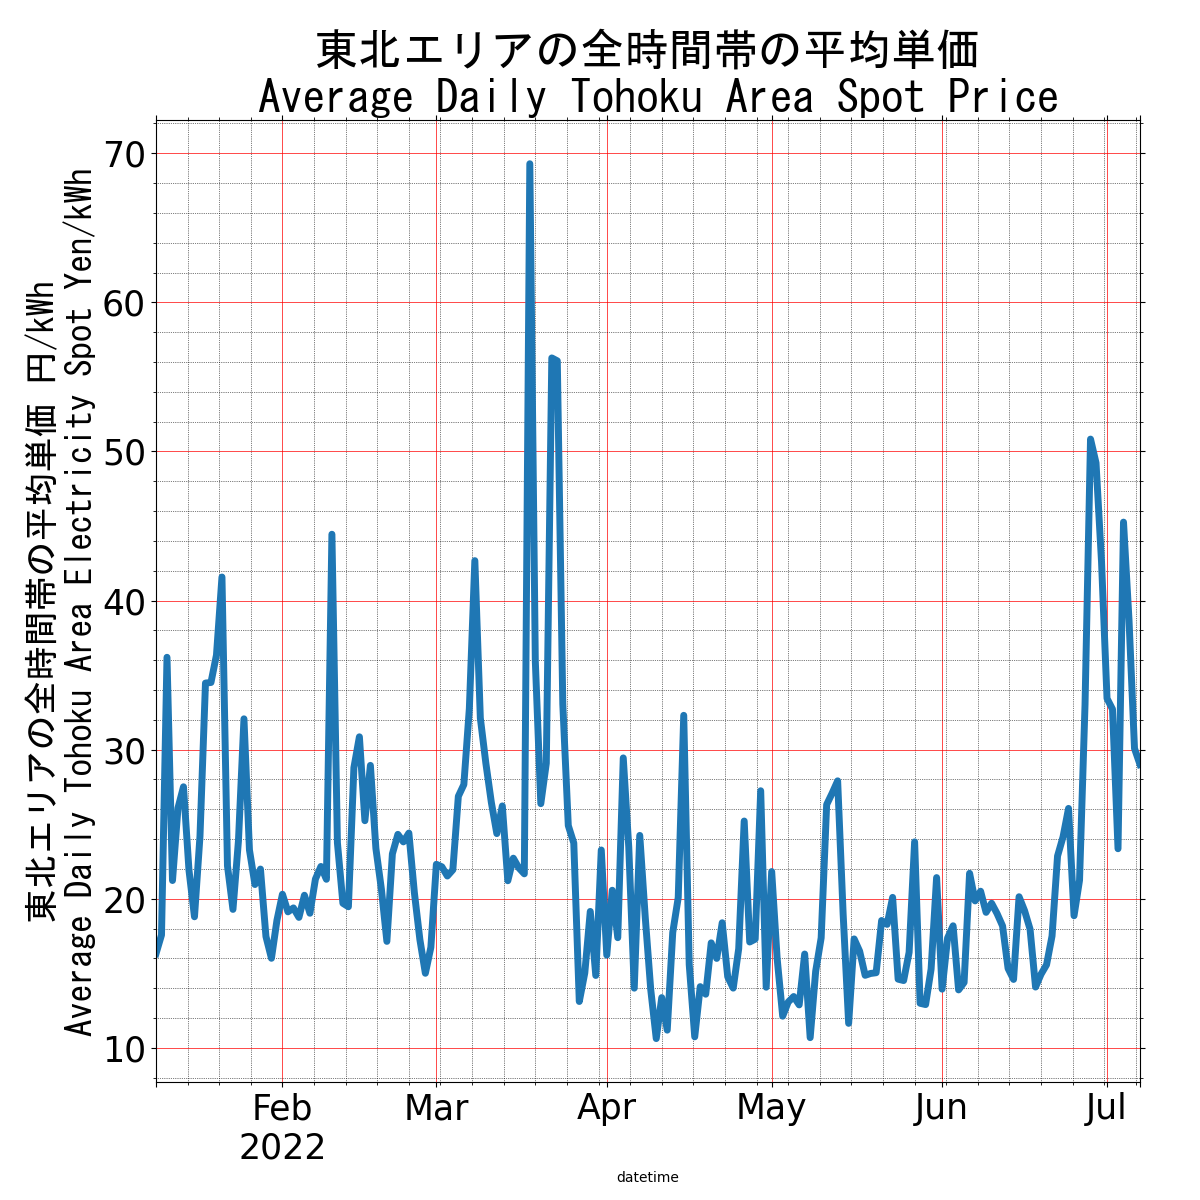 東北エリアの全時間帯の平均単価
Average Daily Tohoku Area Spot Price
東北エリアの全時間帯の平均単価 円/kWh
Average Daily Tohoku Area Electricity Spot Yen/kWh
70
60
50
40
30
20
10
Feb
2022
Mar
Apr
May
Jun
Jul
datetime